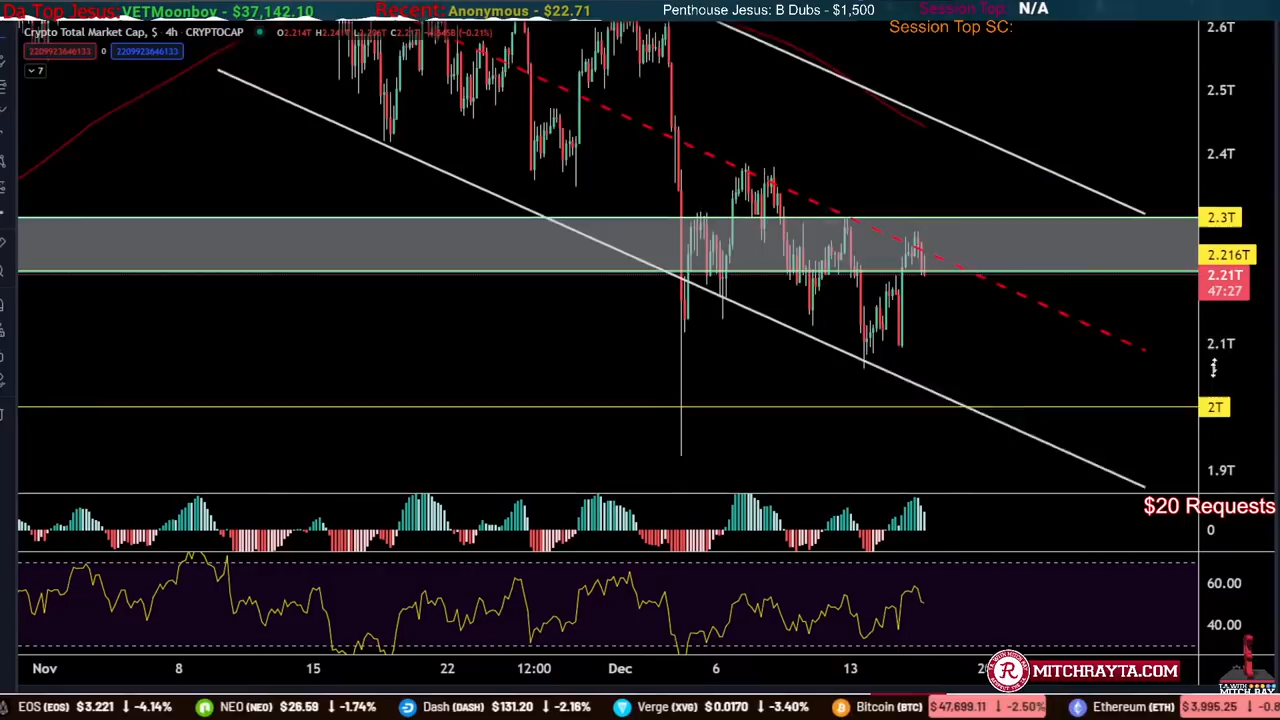 Da Top Jesus:VETMoonboy - $37,142.10
Recent: Anonymous - $22.71
Penthouse Jesus: B Dubs - $1,500
Session Top: N/A
Session Top SC:
Crypto Total Market Cap, $ · 4h · CRYPTOCAP
2209923646133 0 2209923646133
7
2.6T
2.5T
2.4T
2.3T
2.216T
2.21T
47:27
2.1T
2T
1.9T
$20 Requests
0
60.00
40.00
Nov 8 15 22 12:00 Dec 6 13
MITCHRAYTA.COM
EOS (EOS) $3.221 ↓ -4.14% NEO (NEO) $26.59 ↓ -1.74% Dash (DASH) $131.20 ↓ -2.16% Verge (XVG) $0.0170 ↓ -3.40% Bitcoin (BTC) $47,699.11 ↓ -2.50% Ethereum (ETH) $3,995.25